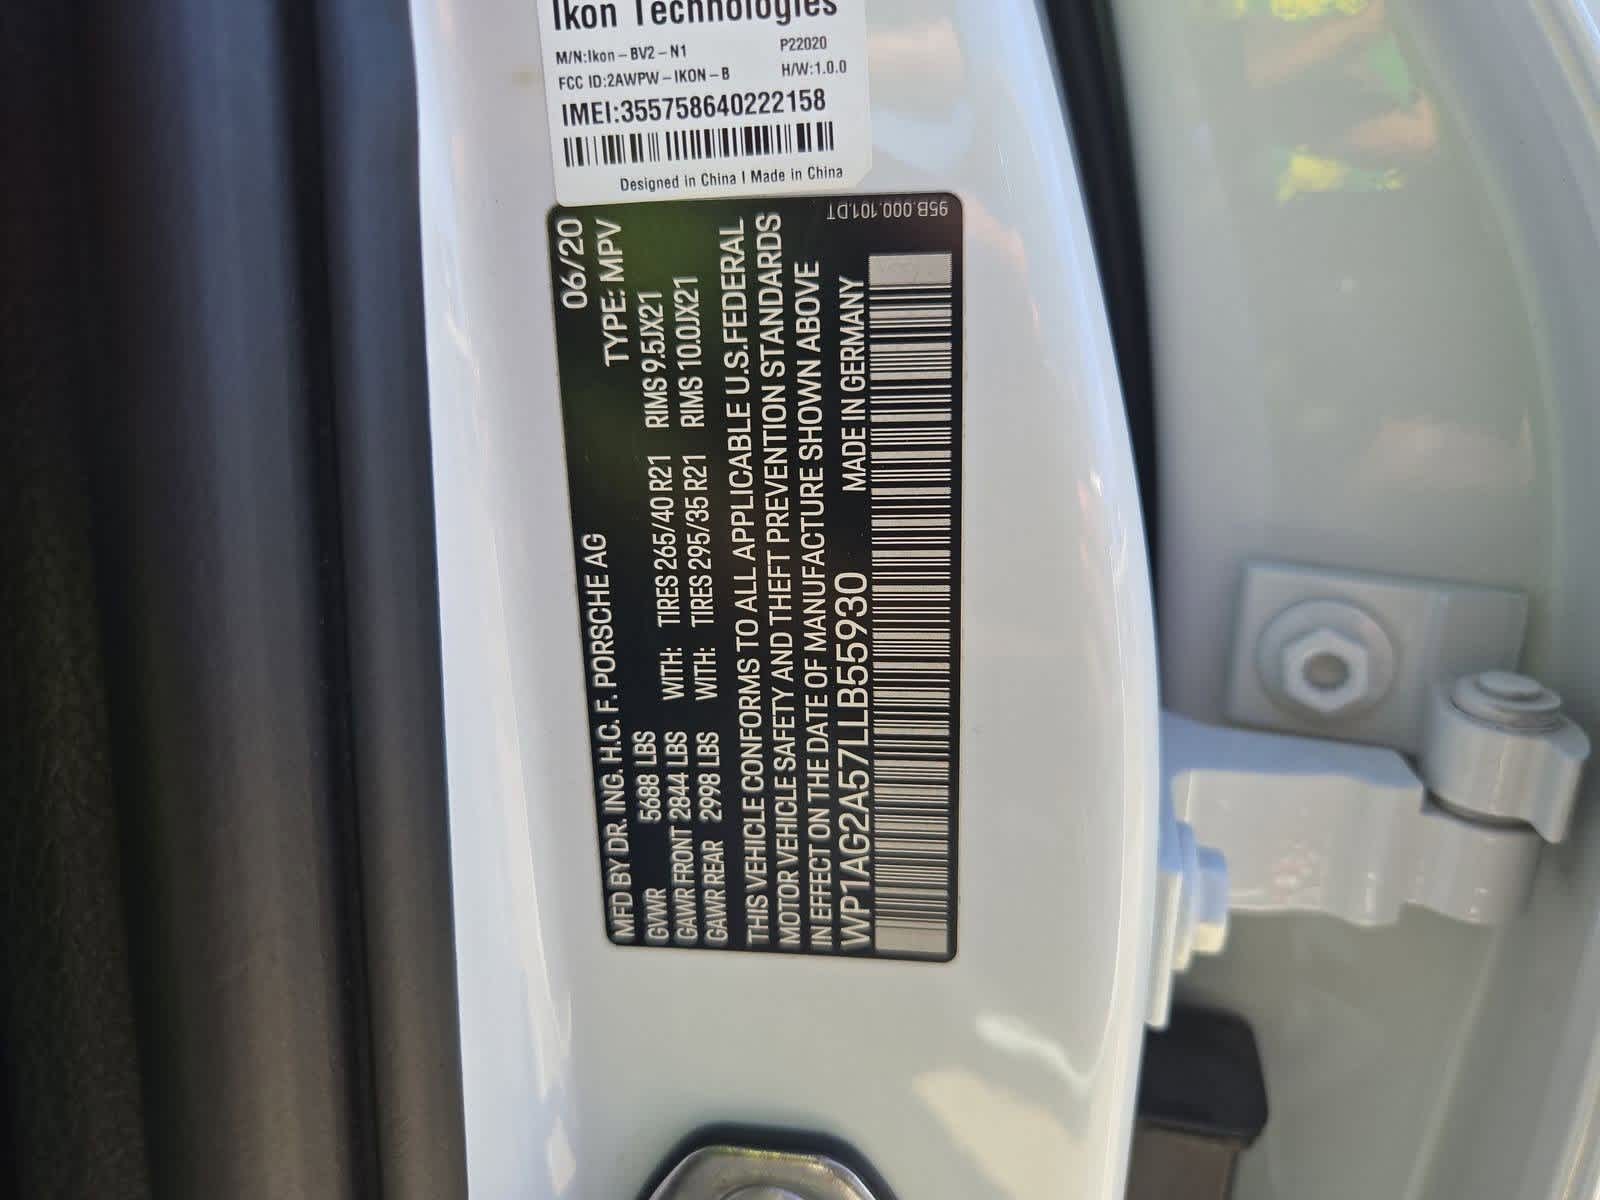 Ikon Technologies
M/N:Ikon-BV2-N1 P22020
FCC ID:2AWPW-IKON-B H/W:1.0.0
IMEI:355758640222158
Designed in China | Made in China
95B.000.101.DT
06/20
MFD BY DR. ING. H.C. F. PORSCHE AG TYPE: MPV
GVWR 5688 LBS WITH: TIRES 265/40 R21 RIMS 9.5JX21
GAWR FRONT 2844 LBS WITH: TIRES 295/35 R21 RIMS 10.0JX21
GAWR REAR 2998 LBS
THIS VEHICLE CONFORMS TO ALL APPLICABLE U.S.FEDERAL
MOTOR VEHICLE SAFETY AND THEFT PREVENTION STANDARDS
IN EFFECT ON THE DATE OF MANUFACTURE SHOWN ABOVE
WP1AG2A57LLB55930 MADE IN GERMANY